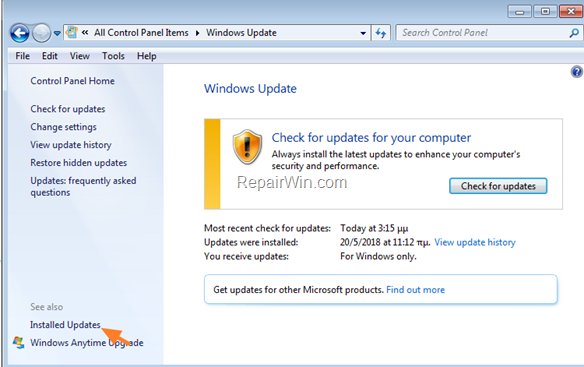 « All Control Panel Items ▸ Windows Update
Search Control Panel
File Edit View Tools Help
Control Panel Home
Check for updates
Change settings
View update history
Restore hidden updates
Updates: frequently asked
questions
See also
Installed Updates
Windows Anytime Upgrade
Windows Update
Check for updates for your computer
Always install the latest updates to enhance your computer's
security and performance.
RepairWin.com
Check for updates
Most recent check for updates: Today at 3:15 μμ
Updates were installed: 20/5/2018 at 11:12 πμ. View update history
You receive updates: For Windows only.
Get updates for other Microsoft products. Find out more